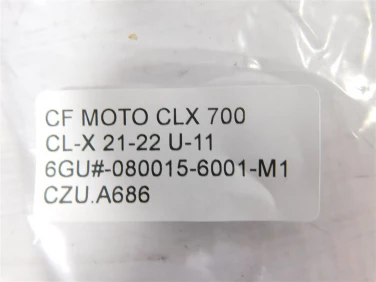 CF MOTO CLX 700
CL-X 21-22 U-11
6GU#-080015-6001-M1
CZU.A686